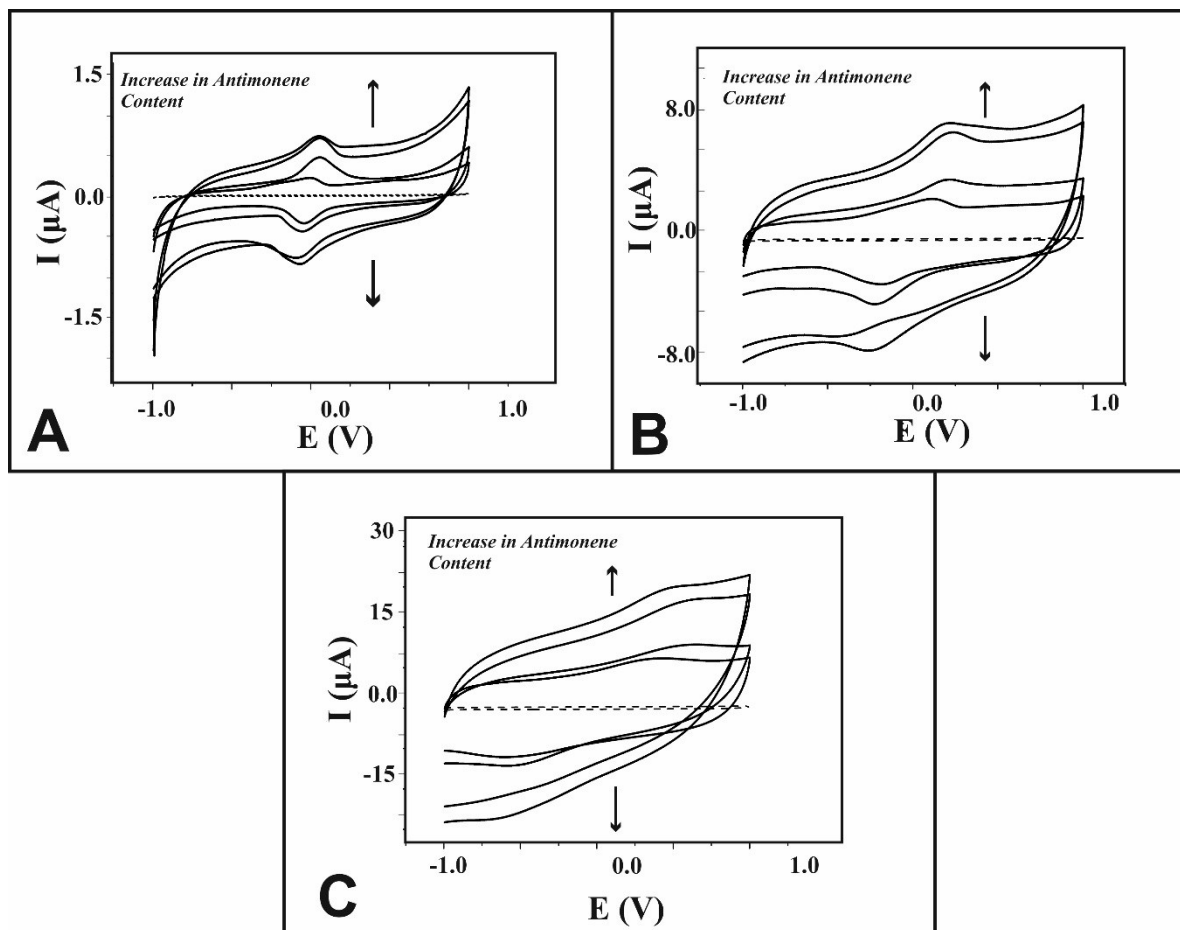 Increase in Antimonene
Content
1.5
0.0
-1.5
I (µA)
-1.0
0.0
1.0
E (V)
A
Increase in Antimonene
Content
8.0
0.0
-8.0
I (µA)
-1.0
0.0
1.0
E (V)
B
Increase in Antimonene
Content
30
15
0.0
-15
I (µA)
-1.0
0.0
1.0
E (V)
C